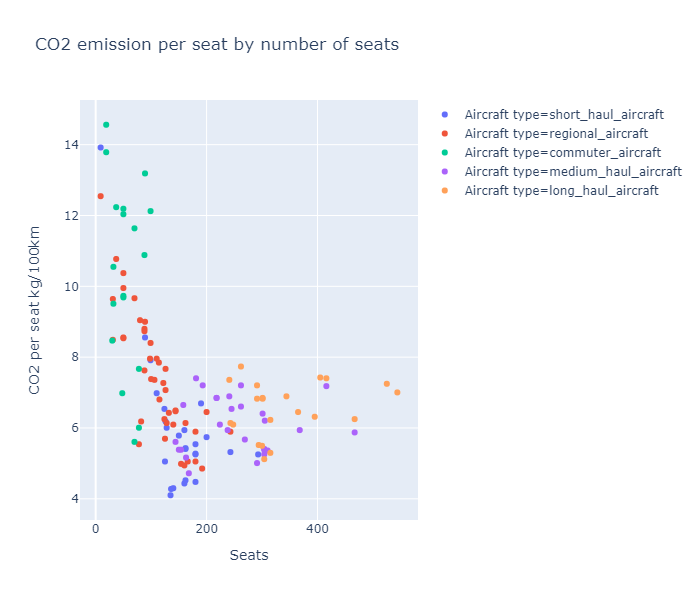 CO2 emission per seat by number of seats
Aircraft type=short_haul_aircraft
Aircraft type=regional_aircraft
Aircraft type=commuter_aircraft
Aircraft type=medium_haul_aircraft
Aircraft type=long_haul_aircraft
CO2 per seat kg/100km
14
12
10
8
6
4
0
200
400
Seats